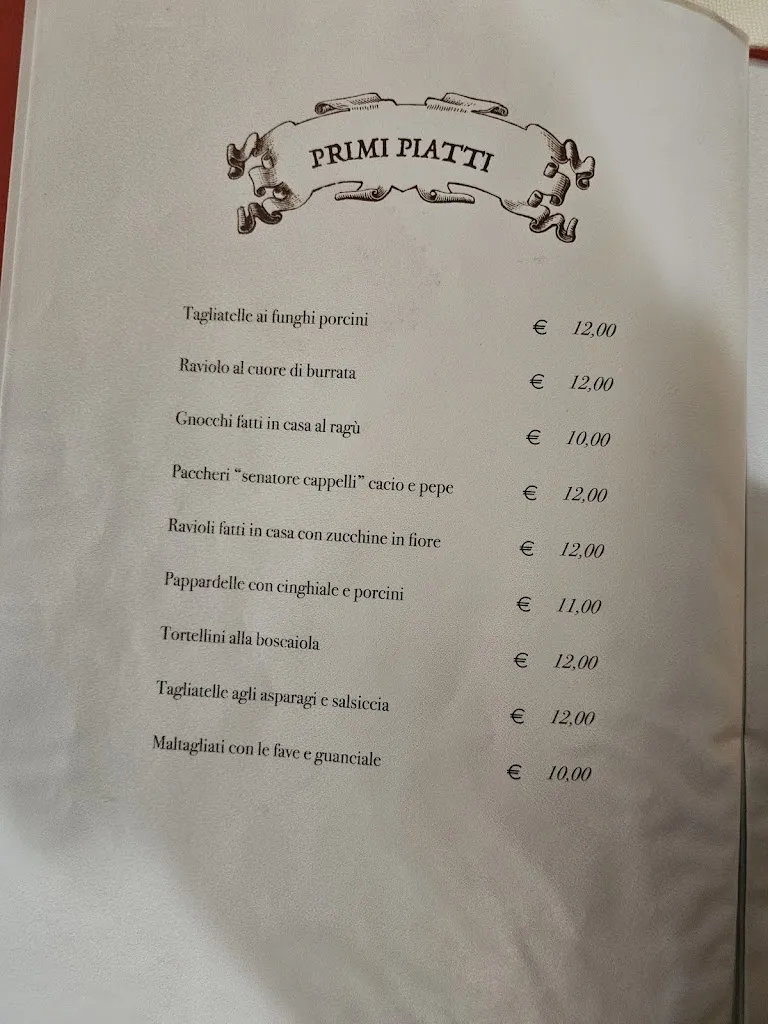 PRIMI PIATTI
Tagliatelle ai funghi porcini € 12,00
Raviolo al cuore di burrata € 12,00
Gnocchi fatti in casa al ragù € 10,00
Paccheri “senatore cappelli” cacio e pepe € 12,00
Ravioli fatti in casa con zucchine in fiore € 12,00
Pappardelle con cinghiale e porcini € 11,00
Tortellini alla boscaiola € 12,00
Tagliatelle agli asparagi e salsiccia € 12,00
Maltagliati con le fave e guanciale € 10,00